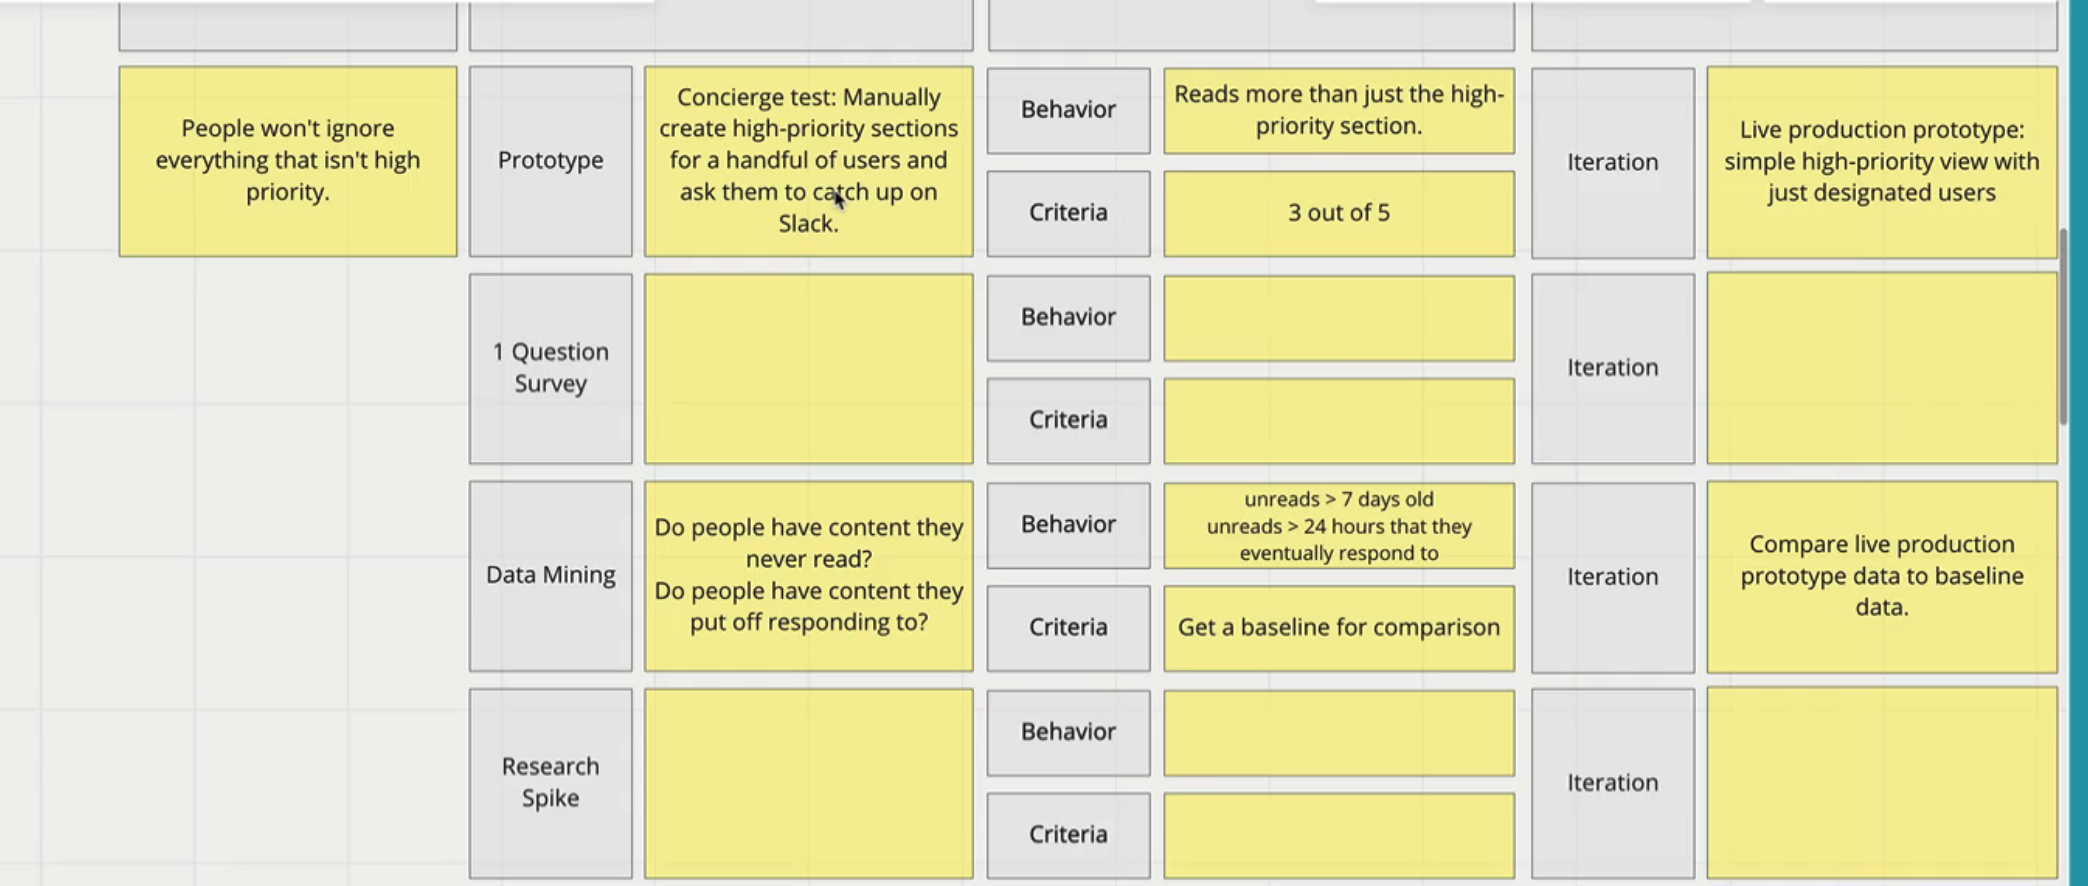 People won't ignore
everything that isn't high
priority.
Prototype
Concierge test: Manually
create high-priority sections
for a handful of users and
ask them to catch up on
Slack.
Behavior
Reads more than just the high-
priority section.
Criteria
3 out of 5
Iteration
Live production prototype:
simple high-priority view with
just designated users
1 Question
Survey
Behavior
Criteria
Iteration
Data Mining
Do people have content they
never read?
Do people have content they
put off responding to?
Behavior
unreads > 7 days old
unreads > 24 hours that they
eventually respond to
Criteria
Get a baseline for comparison
Iteration
Compare live production
prototype data to baseline
data.
Research
Spike
Behavior
Criteria
Iteration